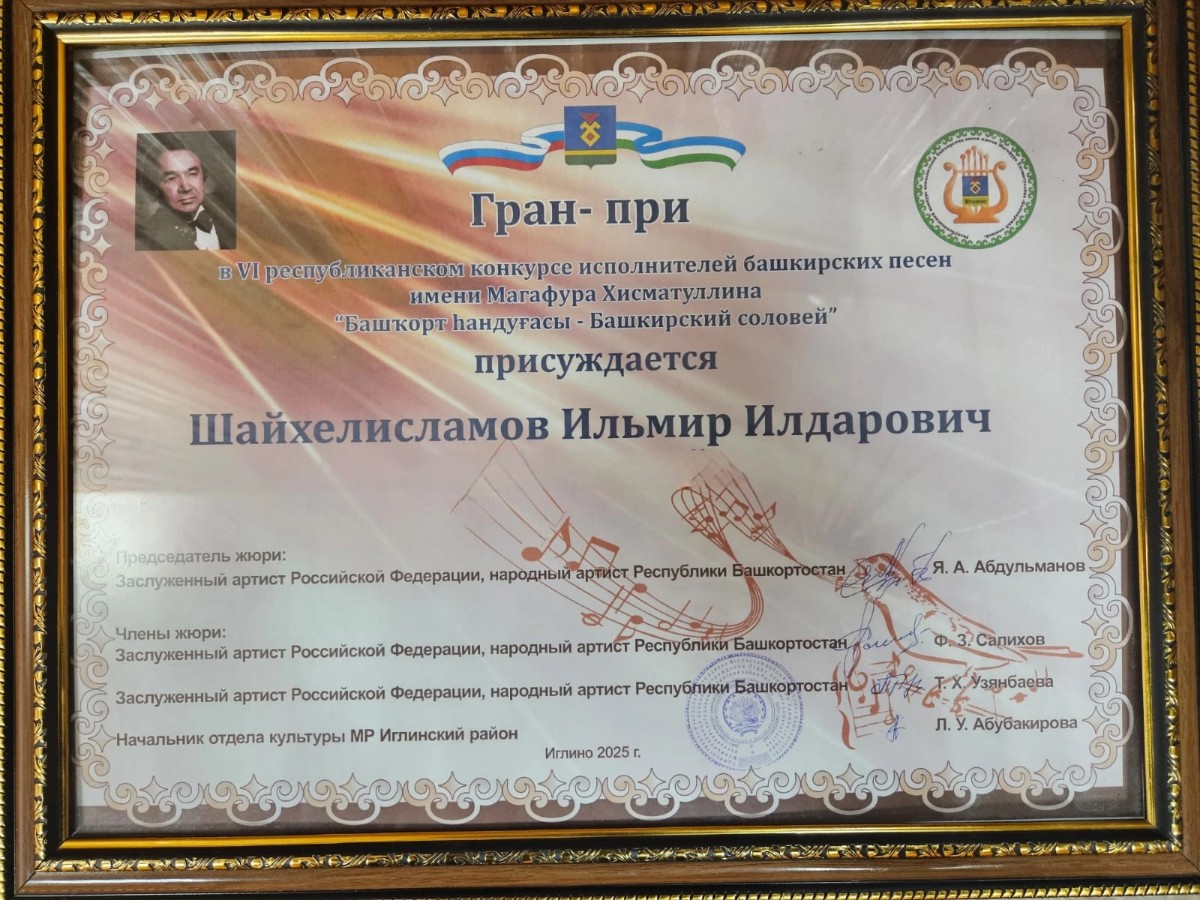 Гран- при
в VI республиканском конкурсе исполнителей башкирских песен
имени Магафура Хисматуллина
“Башҡорт һандуғасы - Башкирский соловей”
присуждается
Шайхелисламов Ильмир Илдарович
Председатель жюри:
Заслуженный артист Российской Федерации, народный артист Республики Башкортостан Я. А. Абдульманов
Члены жюри:
Заслуженный артист Российской Федерации, народный артист Республики Башкортостан Ф. З. Салихов
Заслуженный артист Российской Федерации, народный артист Республики Башкортостан Т. Х. Узянбаева
Начальник отдела культуры МР Иглинский район Л. У. Абубакирова
Иглино 2025 г.